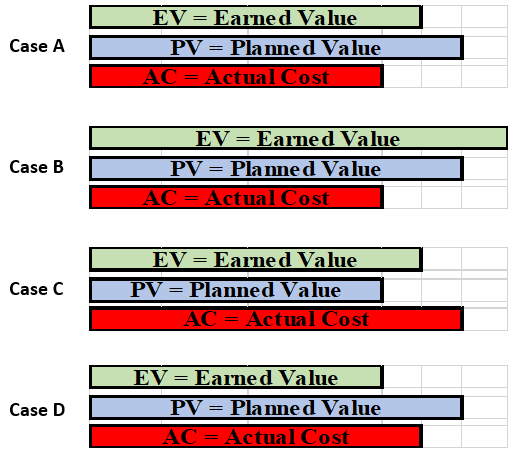 EV = Earned Value
Case A
PV = Planned Value
AC = Actual Cost
EV = Earned Value
Case B
PV = Planned Value
AC = Actual Cost
EV = Earned Value
Case C
PV = Planned Value
AC = Actual Cost
EV = Earned Value
Case D
PV = Planned Value
AC = Actual Cost